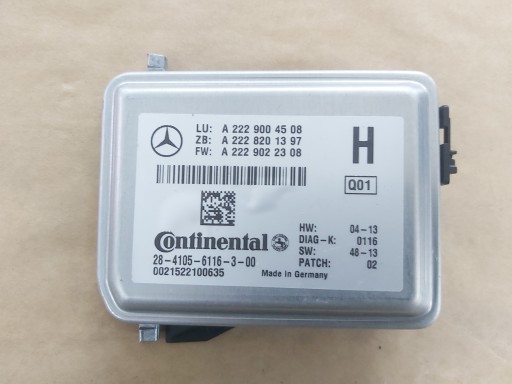 LU: A 222 900 45 08
ZB: A 222 820 13 97
FW: A 222 902 23 08
H
Q01
Continental
28-4105-6116-3-00
0021522100635
HW: 04-13
DIAG-K: 0116
SW: 48-13
PATCH: 02
Made in Germany